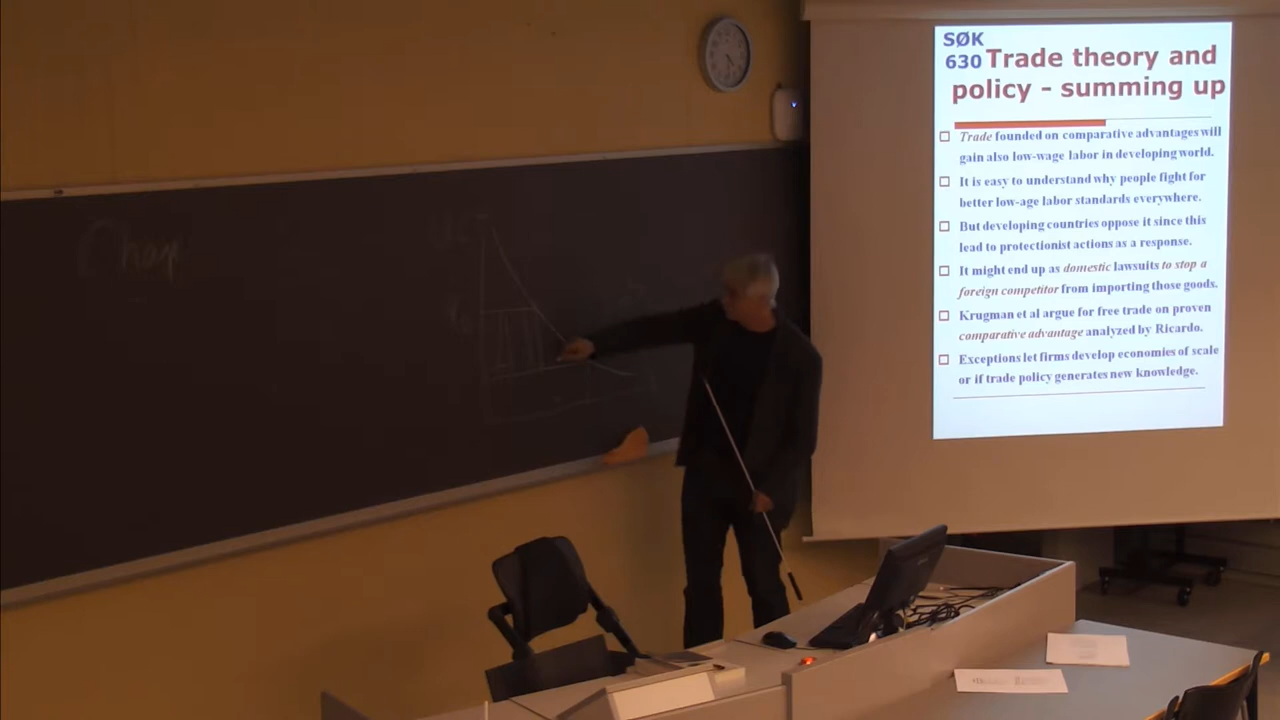 Chap
SØK
630 Trade theory and
policy - summing up
Trade founded on comparative advantages will
gain also low-wage labor in developing world.
It is easy to understand why people fight for
better low-age labor standards everywhere.
But developing countries oppose it since this
lead to protectionist actions as a response.
It might end up as domestic lawsuits to stop a
foreign competitor from importing those goods.
Krugman et al argue for free trade on proven
comparative advantage analyzed by Ricardo.
Exceptions let firms develop economies of scale
or if trade policy generates new knowledge.